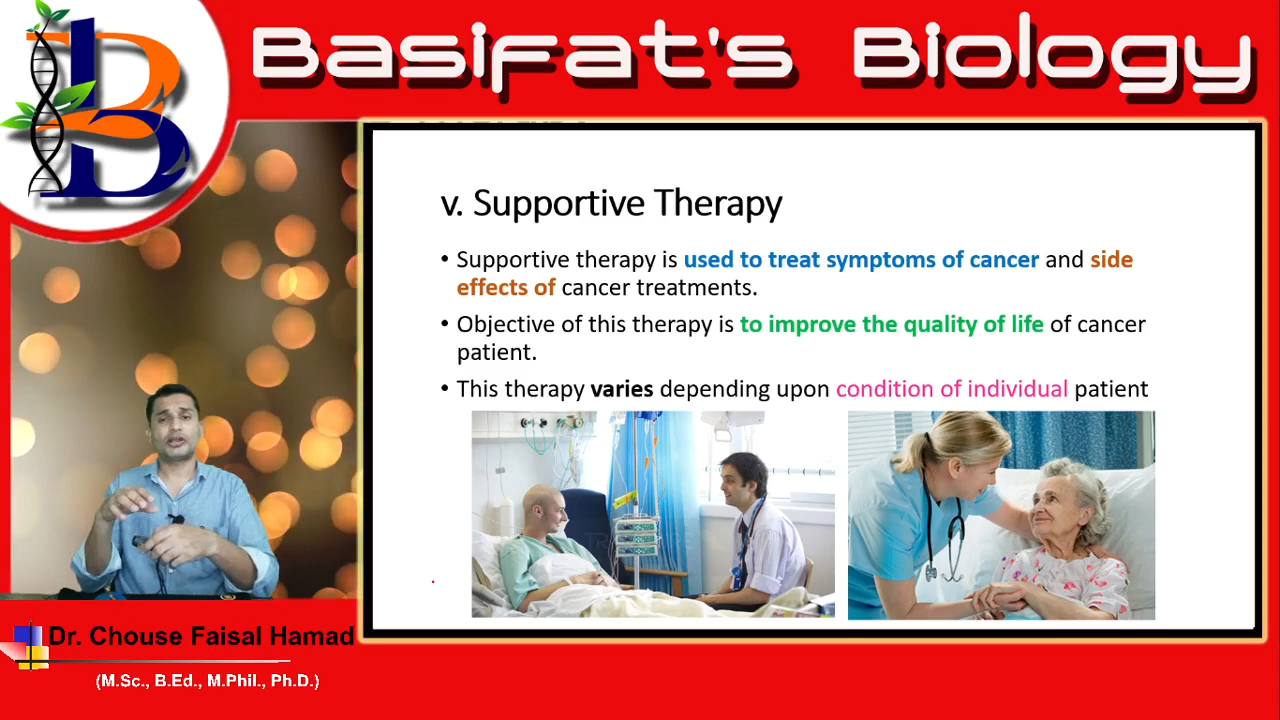 Basifat's Biology
v. Supportive Therapy
• Supportive therapy is used to treat symptoms of cancer and side
effects of cancer treatments.
• Objective of this therapy is to improve the quality of life of cancer
patient.
• This therapy varies depending upon condition of individual patient
Dr. Chouse Faisal Hamad
(M.Sc., B.Ed., M.Phil., Ph.D.)